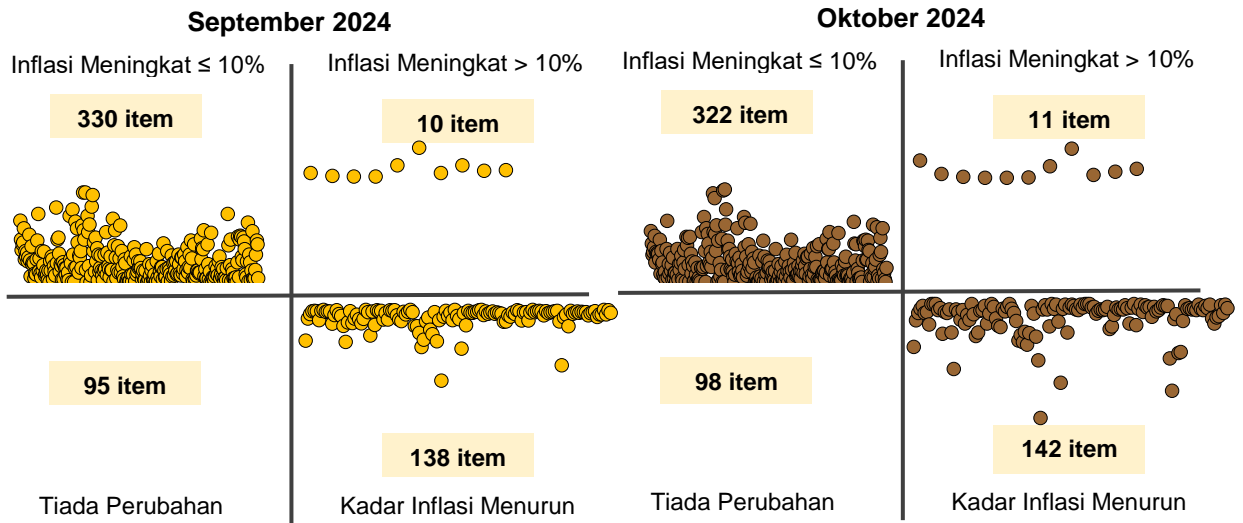 September 2024
Inflasi Meningkat ≤ 10%
Inflasi Meningkat > 10%
330 item
10 item
95 item
138 item
Tiada Perubahan
Kadar Inflasi Menurun
Oktober 2024
Inflasi Meningkat ≤ 10%
Inflasi Meningkat > 10%
322 item
11 item
98 item
142 item
Tiada Perubahan
Kadar Inflasi Menurun